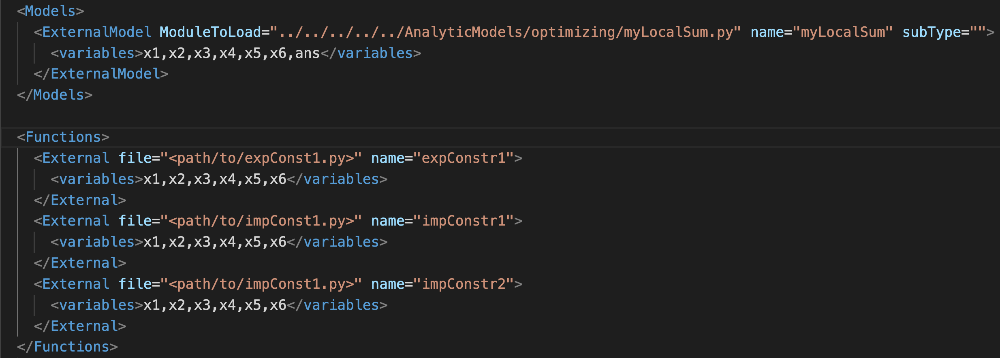 <Models>
<ExternalModel ModuleToLoad="../../../../../AnalyticModels/optimizing/myLocalSum.py" name="myLocalSum" subType="">
<variables>x1,x2,x3,x4,x5,x6,ans</variables>
</ExternalModel>
</Models>
<Functions>
<External file="<path/to/expConst1.py>" name="expConstr1">
<variables>x1,x2,x3,x4,x5,x6</variables>
</External>
<External file="<path/to/impConst1.py>" name="impConstr1">
<variables>x1,x2,x3,x4,x5,x6</variables>
</External>
<External file="<path/to/impConst1.py>" name="impConstr2">
<variables>x1,x2,x3,x4,x5,x6</variables>
</External>
</Functions>